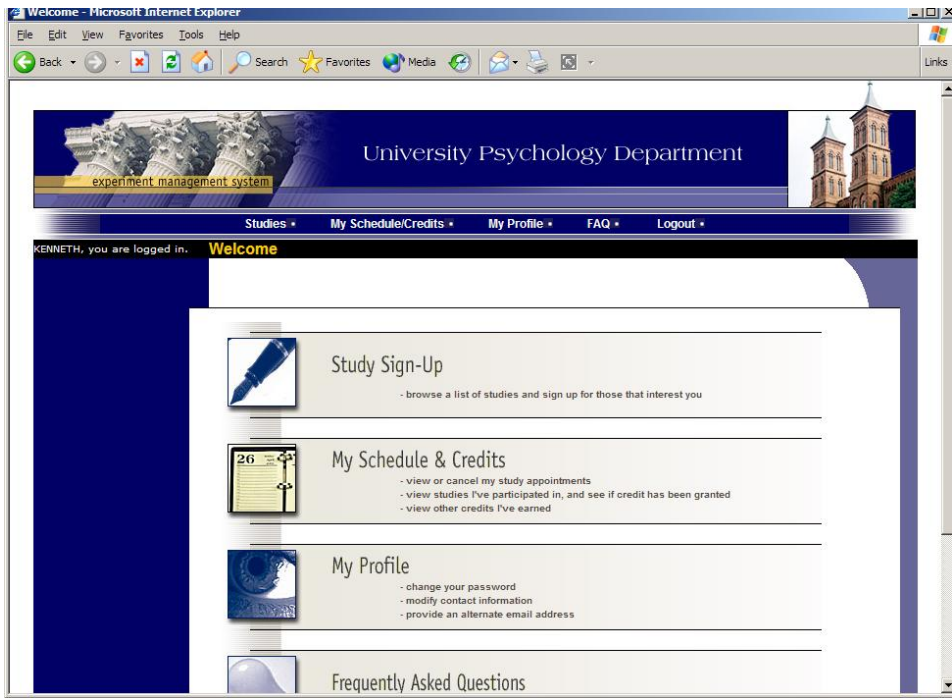 Welcome - Microsoft Internet Explorer
File Edit View Favorites Tools Help
Back Search Favorites Media Links
University Psychology Department
experiment management system
Studies My Schedule/Credits My Profile FAQ Logout
KENNETH, you are logged in. Welcome
Study Sign-Up
- browse a list of studies and sign up for those that interest you
26
My Schedule & Credits
- view or cancel my study appointments
- view studies I've participated in, and see if credit has been granted
- view other credits I've earned
My Profile
- change your password
- modify contact information
- provide an alternate email address
Frequently Asked Questions